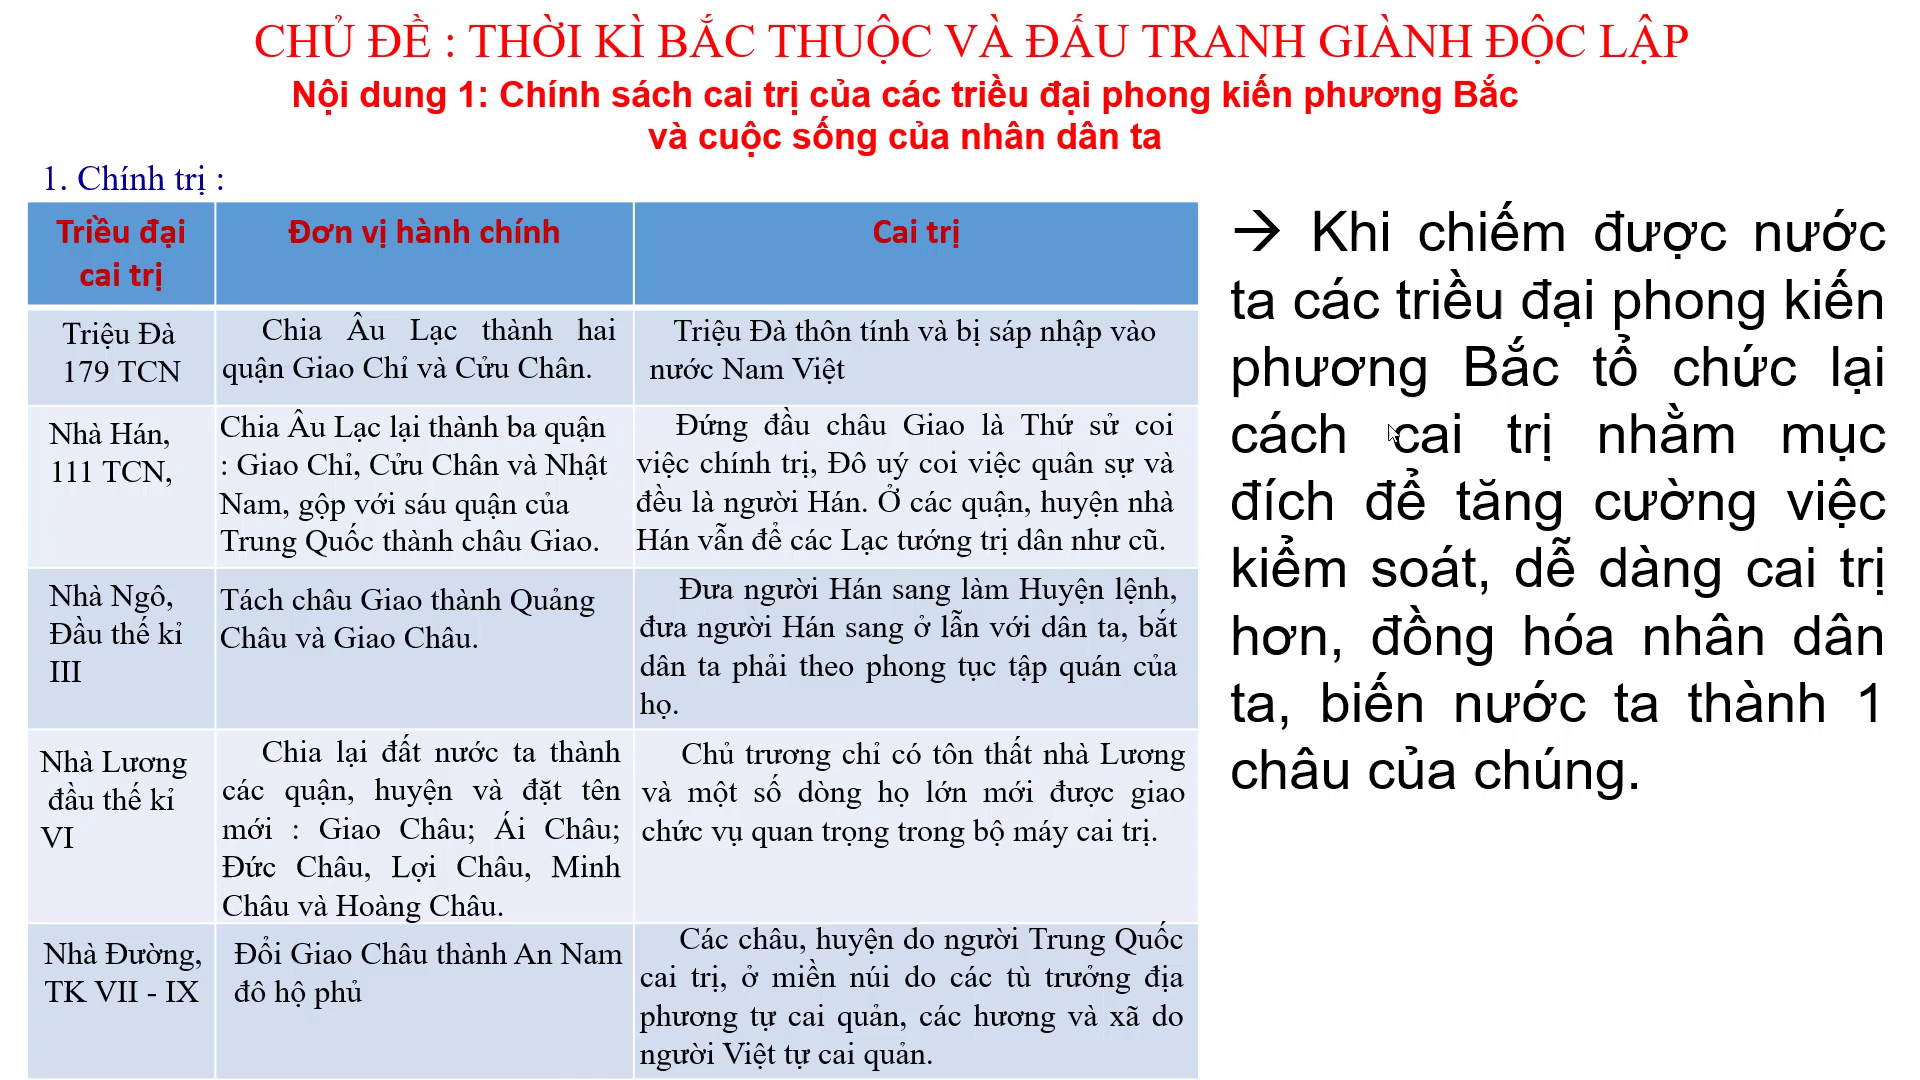 CHỦ ĐỀ : THỜI KÌ BẮC THUỘC VÀ ĐẤU TRANH GIÀNH ĐỘC LẬP
Nội dung 1: Chính sách cai trị của các triều đại phong kiến phương Bắc
và cuộc sống của nhân dân ta
1. Chính trị :
Triều đại
cai trị
Đơn vị hành chính
Cai trị
Triệu Đà
179 TCN
Chia Âu Lạc thành hai
quận Giao Chỉ và Cửu Chân.
Triệu Đà thôn tính và bị sáp nhập vào
nước Nam Việt
Nhà Hán,
111 TCN,
Chia Âu Lạc lại thành ba quận
: Giao Chỉ, Cửu Chân và Nhật
Nam, gộp với sáu quận của
Trung Quốc thành châu Giao.
Đứng đầu châu Giao là Thứ sử coi
việc chính trị, Đô uý coi việc quân sự và
đều là người Hán. Ở các quận, huyện nhà
Hán vẫn để các Lạc tướng trị dân như cũ.
Nhà Ngô,
Đầu thế kỉ
III
Tách châu Giao thành Quảng
Châu và Giao Châu.
Đưa người Hán sang làm Huyện lệnh,
đưa người Hán sang ở lẫn với dân ta, bắt
dân ta phải theo phong tục tập quán của
họ.
Nhà Lương
đầu thế kỉ
VI
Chia lại đất nước ta thành
các quận, huyện và đặt tên
mới : Giao Châu; Ái Châu;
Đức Châu, Lợi Châu, Minh
Châu và Hoàng Châu.
Chủ trương chỉ có tôn thất nhà Lương
và một số dòng họ lớn mới được giao
chức vụ quan trọng trong bộ máy cai trị.
Nhà Đường,
TK VII - IX
Đổi Giao Châu thành An Nam
đô hộ phủ
Các châu, huyện do người Trung Quốc
cai trị, ở miền núi do các tù trưởng địa
phương tự cai quản, các hương và xã do
người Việt tự cai quản.
→ Khi chiếm được nước
ta các triều đại phong kiến
phương Bắc tổ chức lại
cách cai trị nhằm mục
đích để tăng cường việc
kiểm soát, dễ dàng cai trị
hơn, đồng hóa nhân dân
ta, biến nước ta thành 1
châu của chúng.